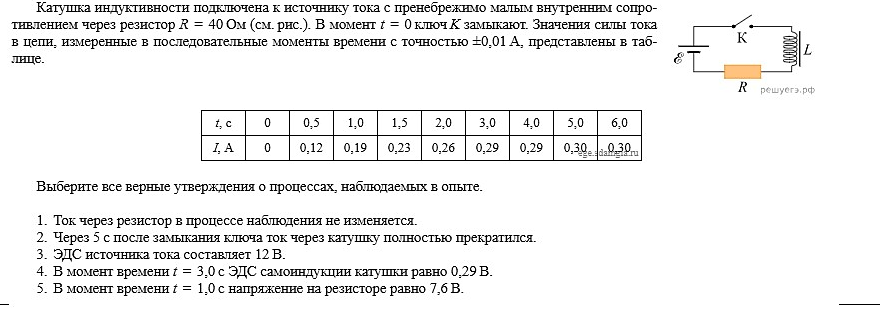 Катушка индуктивности подключена к источнику тока с пренебрежимо малым внутренним сопро-
тивлением через резистор R = 40 Ом (см. рис.). В момент t = 0 ключ K замыкают. Значения силы тока
в цепи, измеренные в последовательные моменты времени с точностью ±0,01 А, представлены в таб-
лице.
К
ℰ
L
R
решуегэ.рф
t, с 0 0,5 1,0 1,5 2,0 3,0 4,0 5,0 6,0
I, А 0 0,12 0,19 0,23 0,26 0,29 0,29 0,30 0,30
ege.sdamgia.ru
Выберите все верные утверждения о процессах, наблюдаемых в опыте.
1. Ток через резистор в процессе наблюдения не изменяется.
2. Через 5 с после замыкания ключа ток через катушку полностью прекратился.
3. ЭДС источника тока составляет 12 В.
4. В момент времени t = 3,0 с ЭДС самоиндукции катушки равно 0,29 В.
5. В момент времени t = 1,0 с напряжение на резисторе равно 7,6 В.